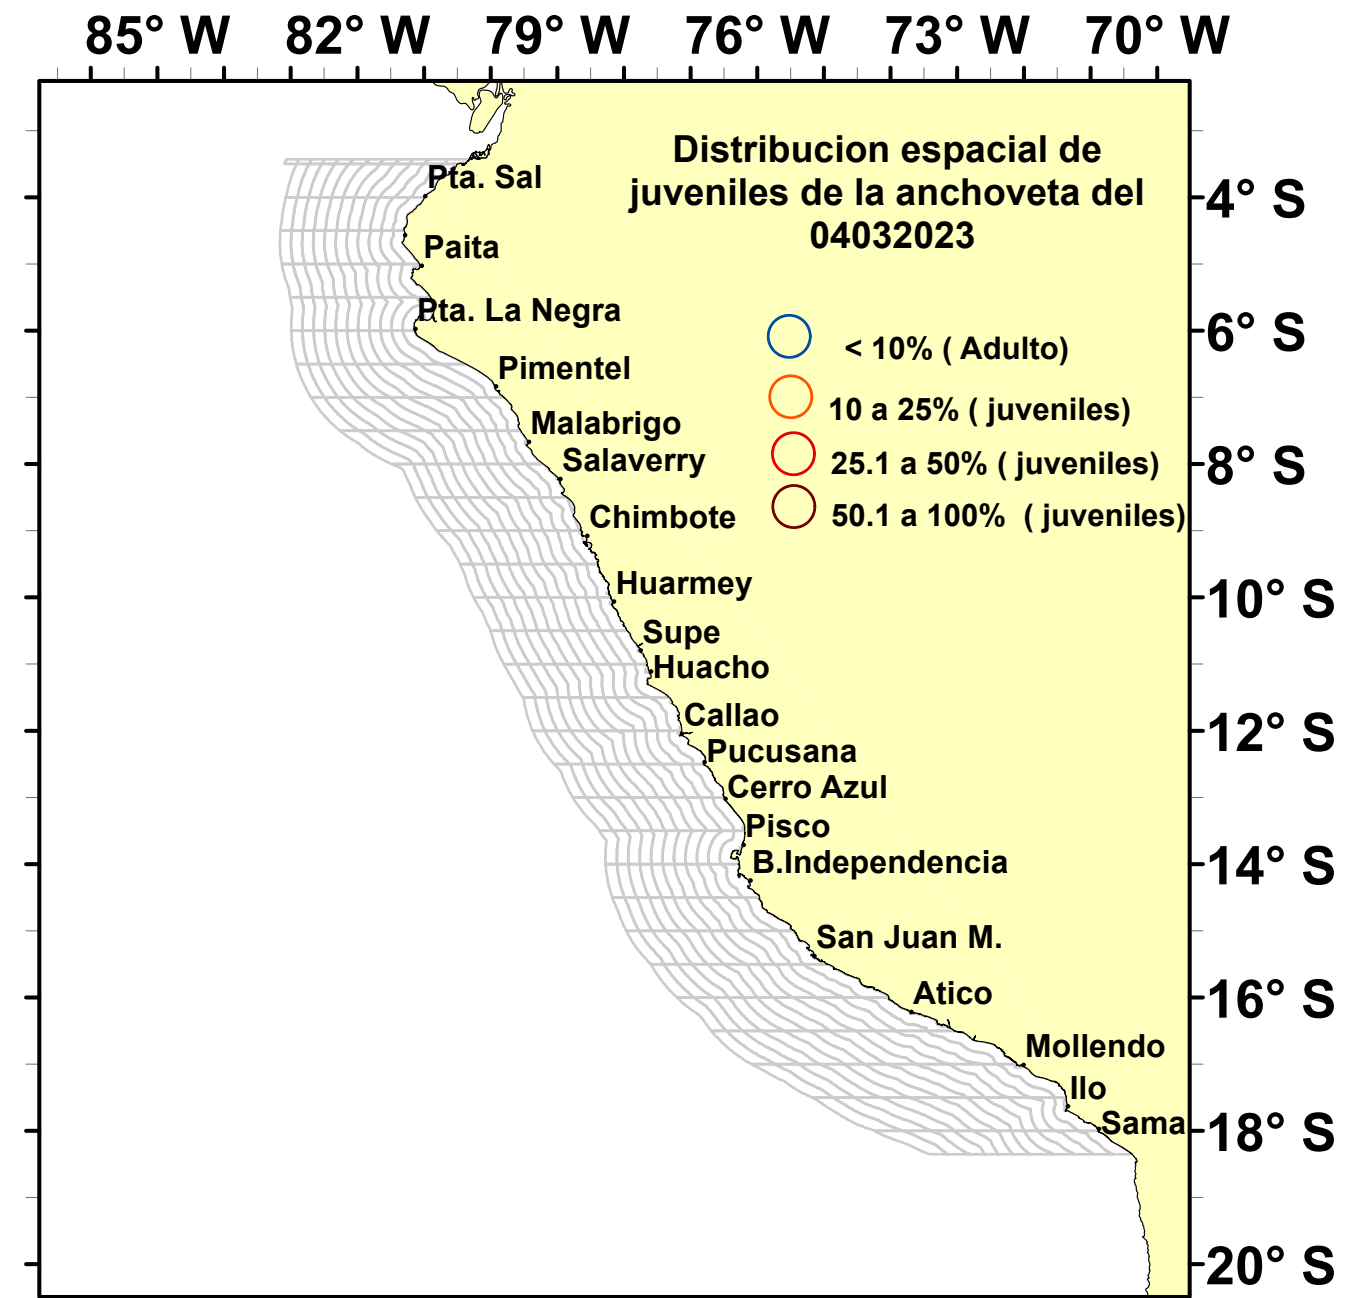 85° W 82° W 79° W 76° W 73° W 70° W
Distribucion espacial de
juveniles de la anchoveta del
04032023
Pta. Sal
4° S
Paita
Pta. La Negra
6° S
< 10% ( Adulto)
Pimentel
10 a 25% ( juveniles)
Malabrigo
Salaverry
25.1 a 50% ( juveniles)
8° S
Chimbote
50.1 a 100% ( juveniles)
Huarmey
10° S
Supe
Huacho
Callao
12° S
Pucusana
Cerro Azul
Pisco
B.Independencia
14° S
San Juan M.
Atico
16° S
Mollendo
Ilo
Sama
18° S
20° S